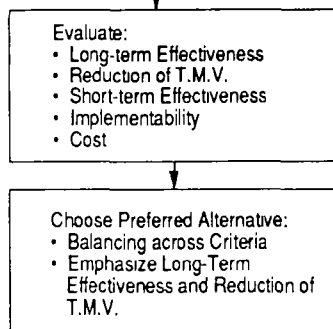 Evaluate:
• Long-term Effectiveness
• Reduction of T.M.V.
• Short-term Effectiveness
• Implementability
• Cost
Choose Preferred Alternative:
• Balancing across Criteria
• Emphasize Long-Term
Effectiveness and Reduction of
T.M.V.